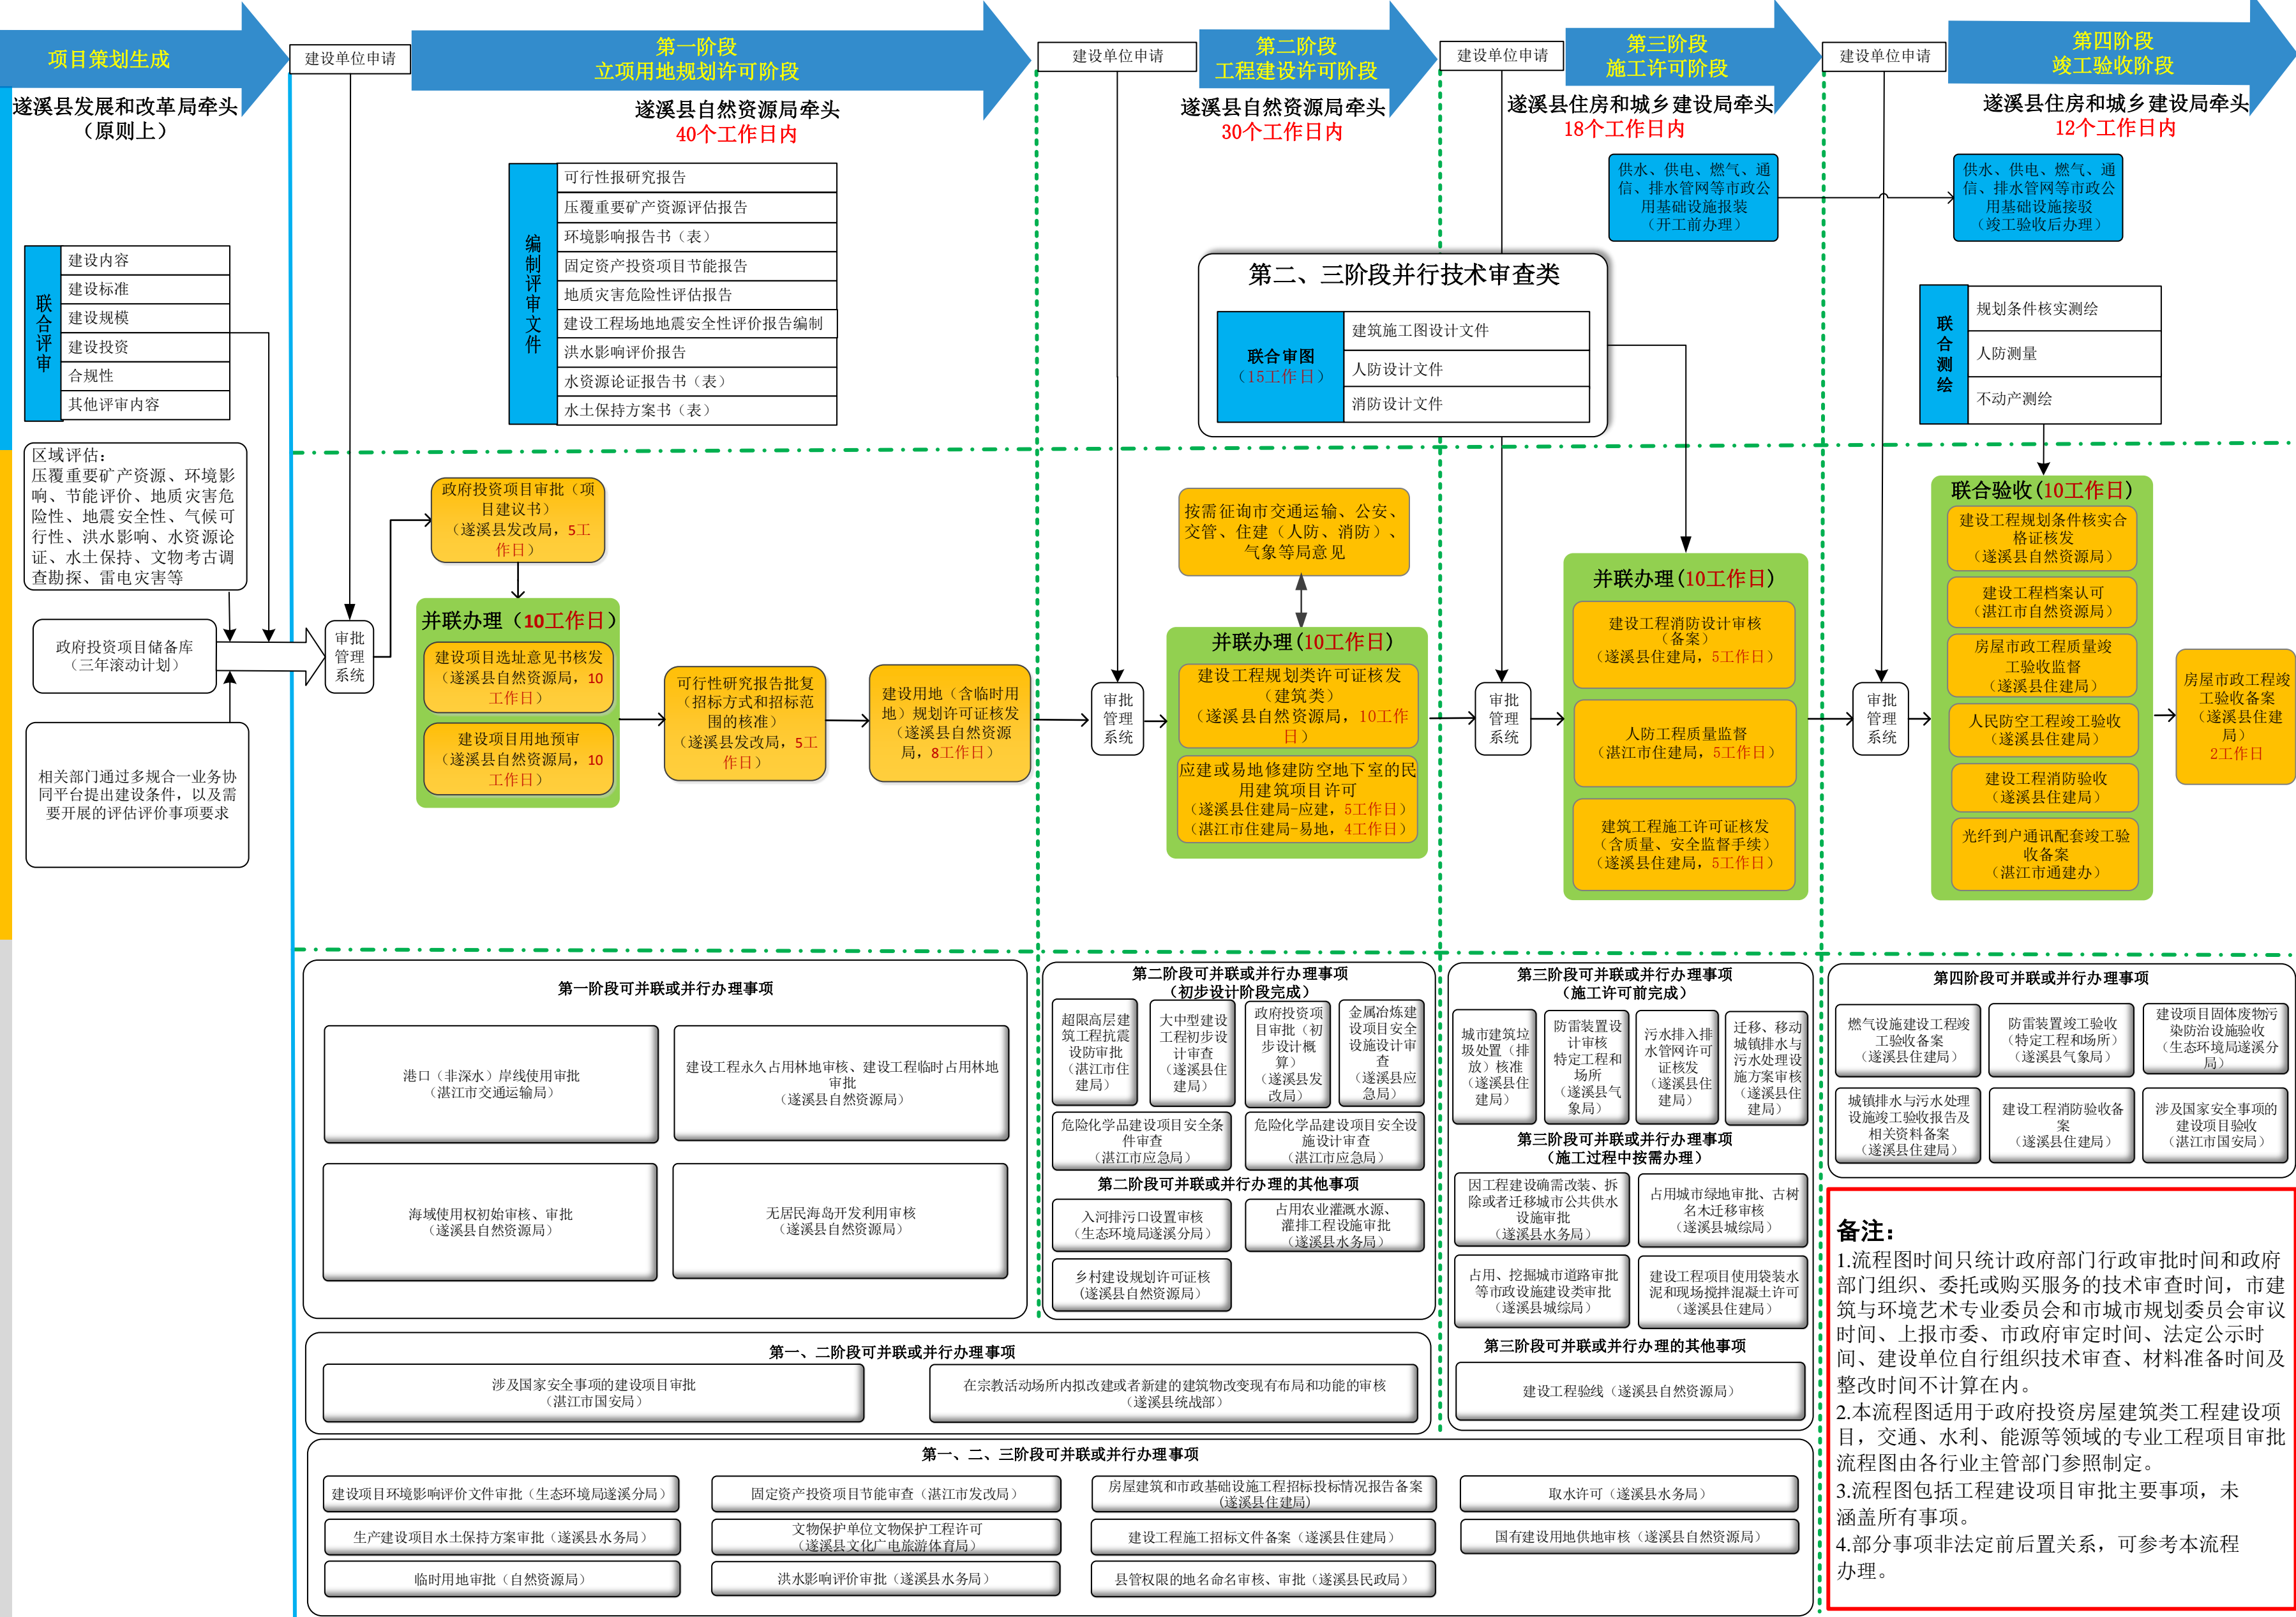 项目策划生成
遂溪县发展和改革局牵头
（原则上）
建设单位申请
第一阶段
立项用地规划许可阶段
遂溪县自然资源局牵头
40个工作日内
建设单位申请
第二阶段
工程建设许可阶段
遂溪县自然资源局牵头
30个工作日内
建设单位申请
第三阶段
施工许可阶段
遂溪县住房和城乡建设局牵头
18个工作日内
建设单位申请
第四阶段
竣工验收阶段
遂溪县住房和城乡建设局牵头
12个工作日内
联合评审
建设内容
建设标准
建设规模
建设投资
合规性
其他评审内容
区域评估：
压覆重要矿产资源、环境影
响、节能评价、地质灾害危
险性、地震安全性、气候可
行性、洪水影响、水资源论
证、水土保持、文物考古调
查勘探、雷电灾害等
政府投资项目储备库
（三年滚动计划）
相关部门通过多规合一业务协
同平台提出建设条件，以及需
要开展的评估评价事项要求
审批
管理
系统
编制评审文件
可行性报研究报告
压覆重要矿产资源评估报告
环境影响报告书（表）
固定资产投资项目节能报告
地质灾害危险性评估报告
建设工程场地地震安全性评价报告编制
洪水影响评价报告
水资源论证报告书（表）
水土保持方案书（表）
政府投资项目审批（项
目建议书）
（遂溪县发改局，5工
作日）
并联办理（10工作日）
建设项目选址意见书核发
（遂溪县自然资源局，10
工作日）
建设项目用地预审
（遂溪县自然资源局，10
工作日）
可行性研究报告批复
（招标方式和招标范
围的核准）
（遂溪县发改局，5工
作日）
建设用地（含临时用
地）规划许可证核发
（遂溪县自然资源
局，8工作日）
第二、三阶段并行技术审查类
联合审图
（15工作日）
建筑施工图设计文件
人防设计文件
消防设计文件
按需征询市交通运输、公安、
交管、住建（人防、消防）、
气象等局意见
审批
管理
系统
并联办理(10工作日)
建设工程规划类许可证核发
（建筑类）
（遂溪县自然资源局，10工作
日）
应建或易地修建防空地下室的民
用建筑项目许可
（遂溪县住建局-应建，5工作日）
（湛江市住建局-易地，4工作日）
供水、供电、燃气、通
信、排水管网等市政公
用基础设施报装
（开工前办理）
审批
管理
系统
并联办理(10工作日)
建设工程消防设计审核
（备案）
（遂溪县住建局，5工作日）
人防工程质量监督
（湛江市住建局，5工作日）
建筑工程施工许可证核发
（含质量、安全监督手续）
（遂溪县住建局，5工作日）
供水、供电、燃气、通
信、排水管网等市政公
用基础设施接驳
（竣工验收后办理）
联合测绘
规划条件核实测绘
人防测量
不动产测绘
审批
管理
系统
联合验收(10工作日)
建设工程规划条件核实合
格证核发
（遂溪县自然资源局）
建设工程档案认可
（湛江市自然资源局）
房屋市政工程质量竣
工验收监督
（遂溪县住建局）
人民防空工程竣工验收
（遂溪县住建局）
建设工程消防验收
（遂溪县住建局）
光纤到户通讯配套竣工验
收备案
（湛江市通建办）
房屋市政工程竣
工验收备案
（遂溪县住建
局）
2工作日
第一阶段可并联或并行办理事项
港口（非深水）岸线使用审批
（湛江市交通运输局）
建设工程永久占用林地审核、建设工程临时占用林地
审批
（遂溪县自然资源局）
海域使用权初始审核、审批
（遂溪县自然资源局）
无居民海岛开发利用审核
（遂溪县自然资源局）
第二阶段可并联或并行办理事项
（初步设计阶段完成）
超限高层建
筑工程抗震
设防审批
（湛江市住
建局）
大中型建设
工程初步设
计审查
（遂溪县住
建局）
政府投资项
目审批（初
步设计概
算）
（遂溪县发
改局）
金属冶炼建
设项目安全
设施设计审
查
（遂溪县应
急局）
危险化学品建设项目安全条
件审查
（湛江市应急局）
危险化学品建设项目安全设
施设计审查
（湛江市应急局）
第二阶段可并联或并行办理的其他事项
入河排污口设置审核
（生态环境局遂溪分局）
占用农业灌溉水源、
灌排工程设施审批
（遂溪县水务局）
乡村建设规划许可证核
(遂溪县自然资源局）
第三阶段可并联或并行办理事项
（施工许可前完成）
城市建筑垃
圾处置（排
放）核准
（遂溪县住
建局）
防雷装置设
计审核
特定工程和
场所
（遂溪县气
象局）
污水排入排
水管网许可
证核发
（遂溪县住
建局）
迁移、移动
城镇排水与
污水处理设
施方案审核
（遂溪县住
建局）
第三阶段可并联或并行办理事项
（施工过程中按需办理）
因工程建设确需改装、拆
除或者迁移城市公共供水
设施审批
（遂溪县水务局）
占用城市绿地审批、古树
名木迁移审核
（遂溪县城综局）
占用、挖掘城市道路审批
等市政设施建设类审批
（遂溪县城综局）
建设工程项目使用袋装水
泥和现场搅拌混凝土许可
（遂溪县住建局）
第三阶段可并联或并行办理的其他事项
建设工程验线（遂溪县自然资源局）
第四阶段可并联或并行办理事项
燃气设施建设工程竣
工验收备案
（遂溪县住建局）
防雷装置竣工验收
（特定工程和场所）
（遂溪县气象局）
建设项目固体废物污
染防治设施验收
（生态环境局遂溪分
局）
城镇排水与污水处理
设施竣工验收报告及
相关资料备案
（遂溪县住建局）
建设工程消防验收备
案
（遂溪县住建局）
涉及国家安全事项的
建设项目验收
（湛江市国安局）
第一、二阶段可并联或并行办理事项
涉及国家安全事项的建设项目审批
（湛江市国安局）
在宗教活动场所内拟改建或者新建的建筑物改变现有布局和功能的审核
（遂溪县统战部）
第一、二、三阶段可并联或并行办理事项
建设项目环境影响评价文件审批（生态环境局遂溪分局）
固定资产投资项目节能审查（湛江市发改局）
房屋建筑和市政基础设施工程招标投标情况报告备案
(遂溪县住建局)
取水许可（遂溪县水务局）
生产建设项目水土保持方案审批（遂溪县水务局）
文物保护单位文物保护工程许可
（遂溪县文化广电旅游体育局）
建设工程施工招标文件备案（遂溪县住建局）
国有建设用地供地审核（遂溪县自然资源局）
临时用地审批（自然资源局）
洪水影响评价审批（遂溪县水务局）
县管权限的地名命名审核、审批（遂溪县民政局）
备注：
1.流程图时间只统计政府部门行政审批时间和政府
部门组织、委托或购买服务的技术审查时间，市建
筑与环境艺术专业委员会和市城市规划委员会审议
时间、上报市委、市政府审定时间、法定公示时
间、建设单位自行组织技术审查、材料准备时间及
整改时间不计算在内。
2.本流程图适用于政府投资房屋建筑类工程建设项
目，交通、水利、能源等领域的专业工程项目审批
流程图由各行业主管部门参照制定。
3.流程图包括工程建设项目审批主要事项，未
涵盖所有事项。
4.部分事项非法定前后置关系，可参考本流程
办理。